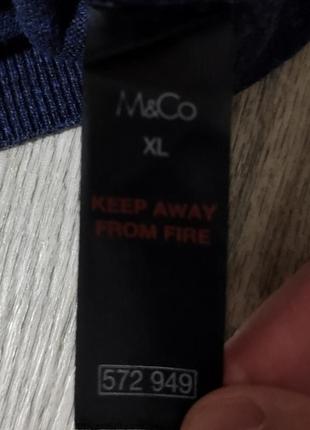 M&Co
XL
KEEP AWAY
FROM FIRE
572 949